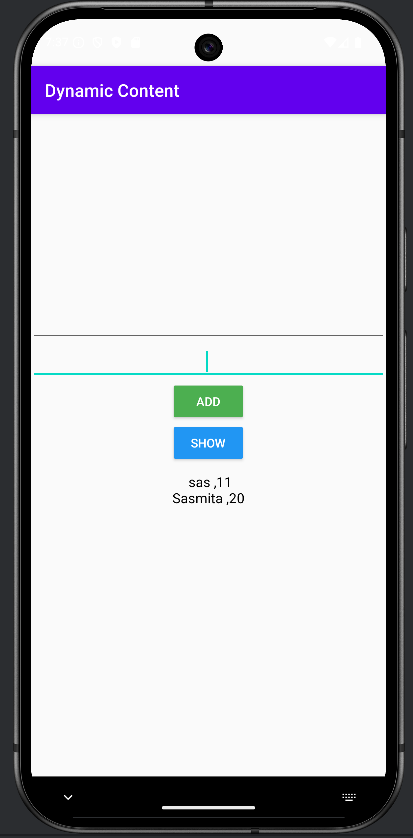 Dynamic Content
ADD
SHOW
sas ,11
Sasmita ,20